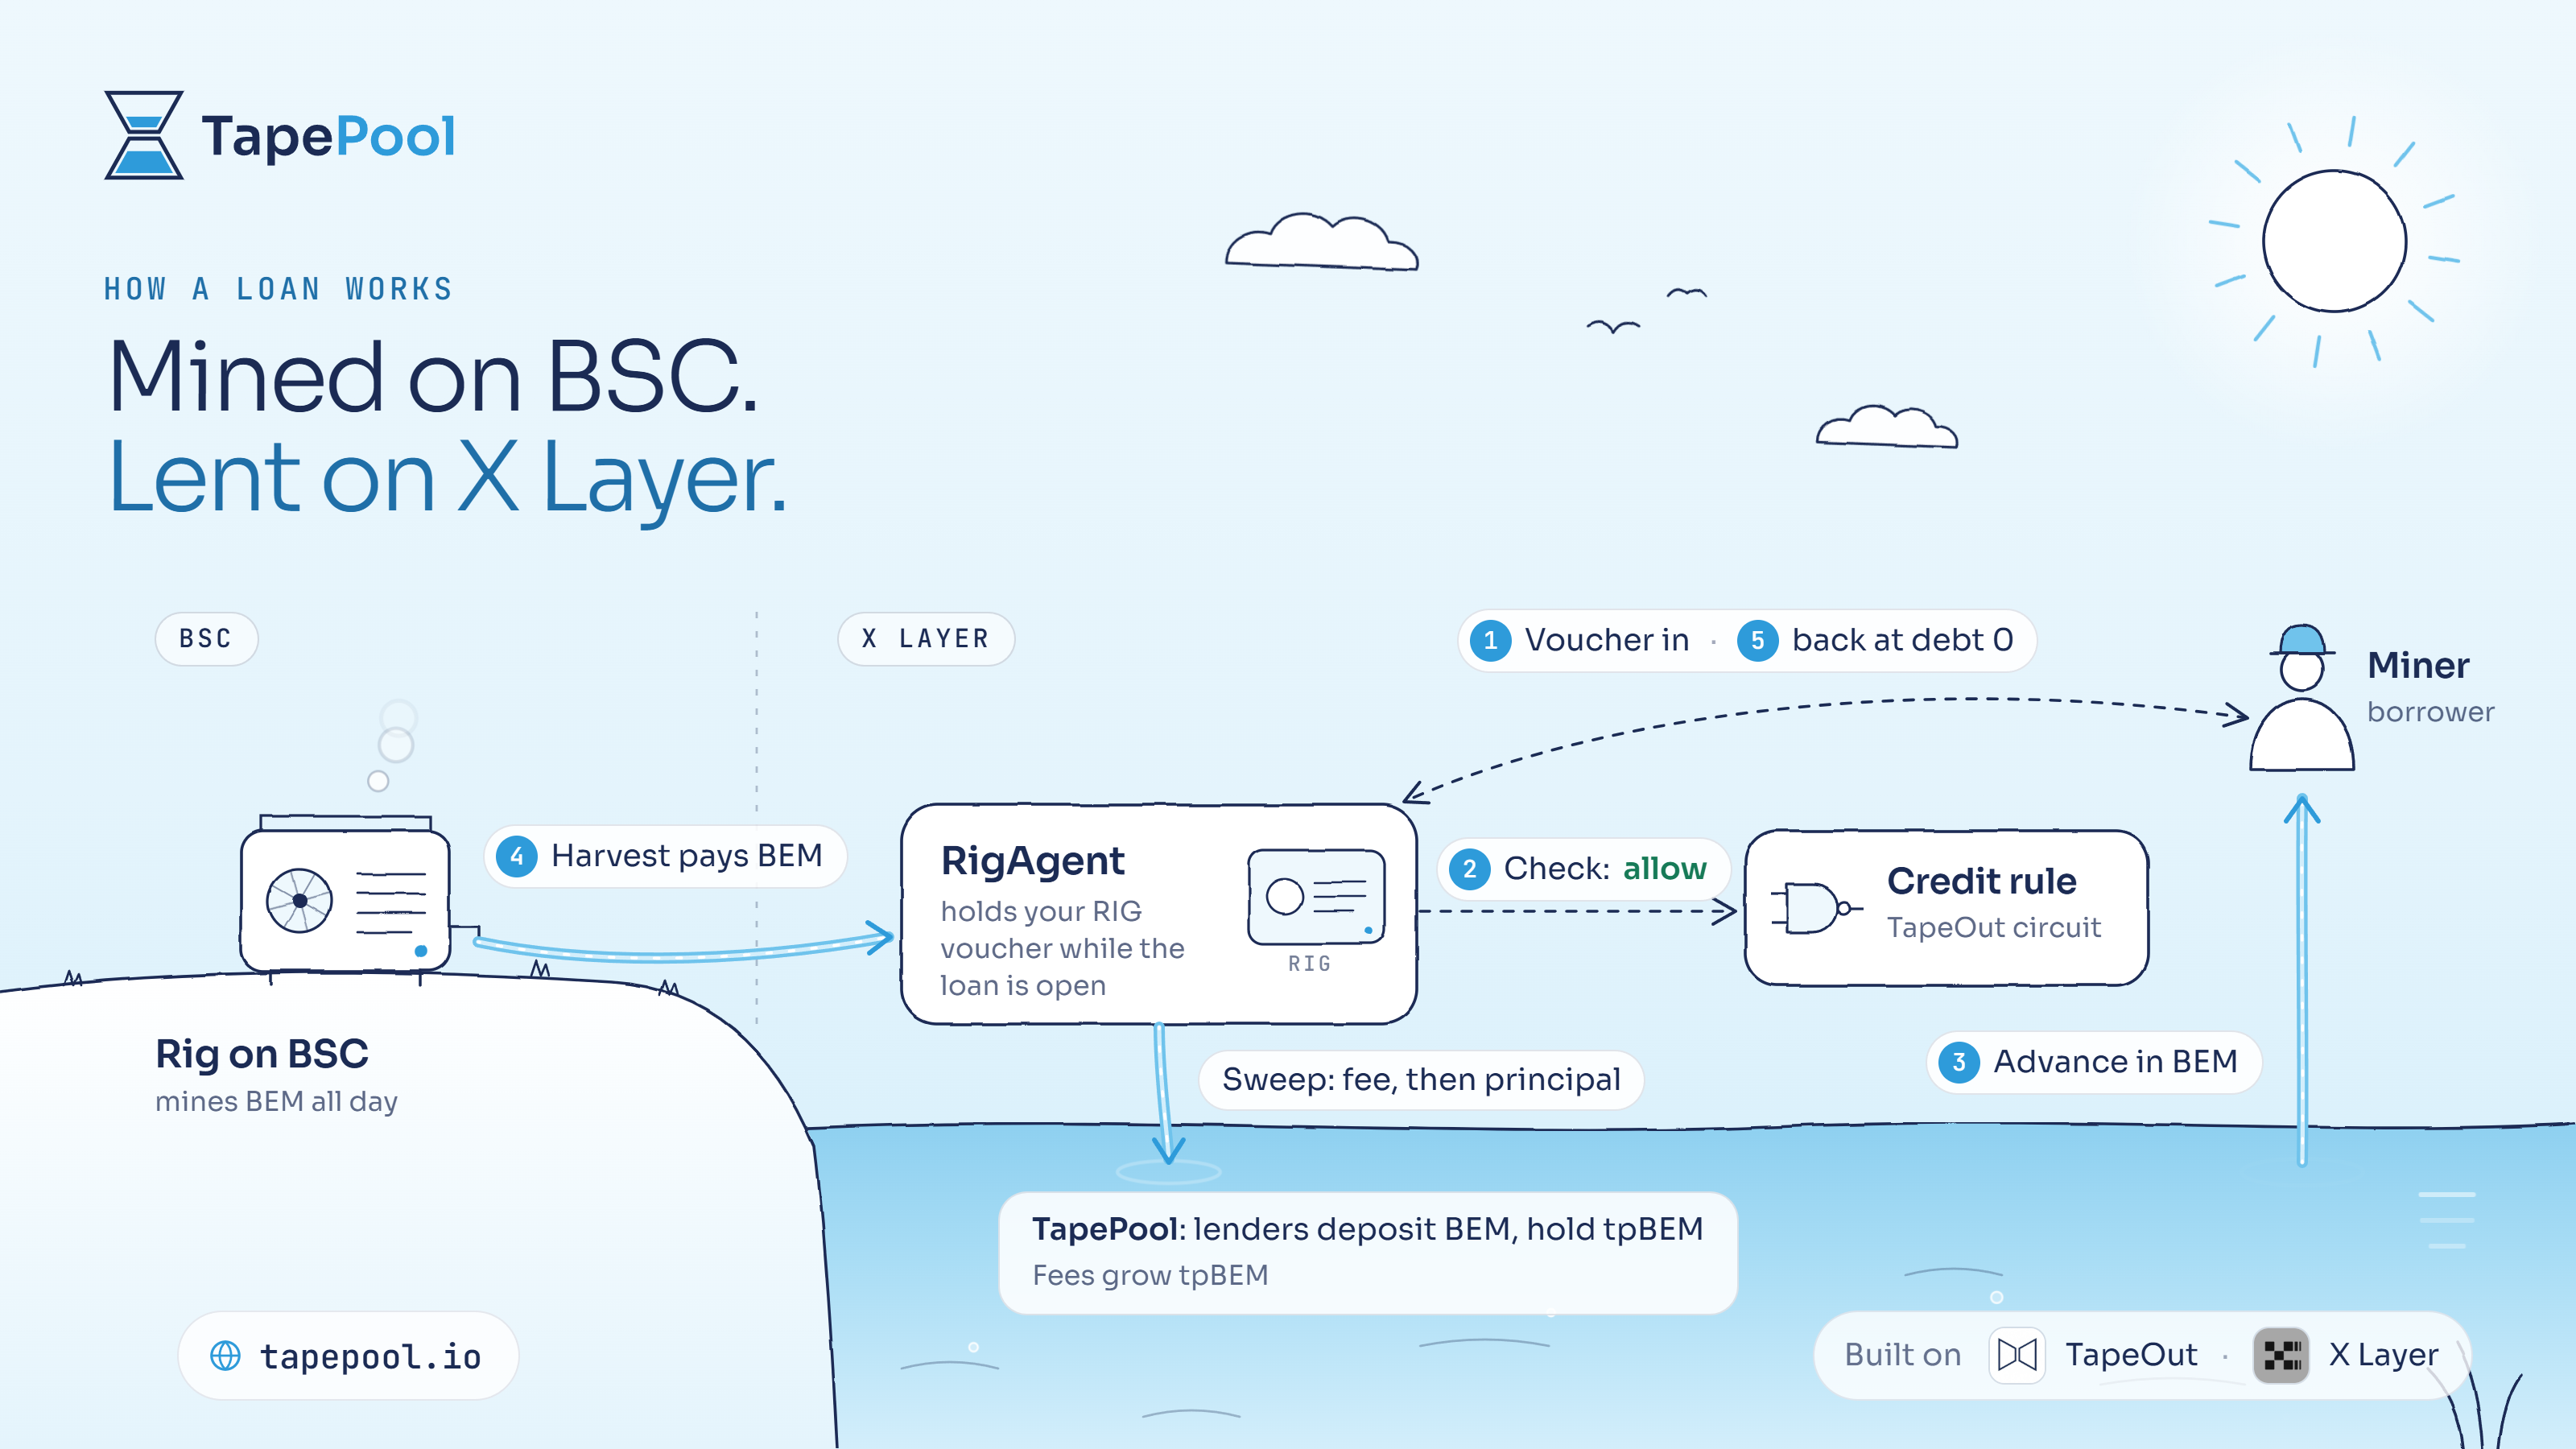 TapePool
HOW A LOAN WORKS
Mined on BSC.
Lent on X Layer.
BSC
X LAYER
1 Voucher in · 5 back at debt 0
Miner
borrower
4 Harvest pays BEM
RigAgent
holds your RIG
voucher while the
loan is open
RIG
2 Check: allow
Credit rule
TapeOut circuit
Rig on BSC
mines BEM all day
Sweep: fee, then principal
3 Advance in BEM
TapePool: lenders deposit BEM, hold tpBEM
Fees grow tpBEM
tapepool.io
Built on TapeOut · X Layer